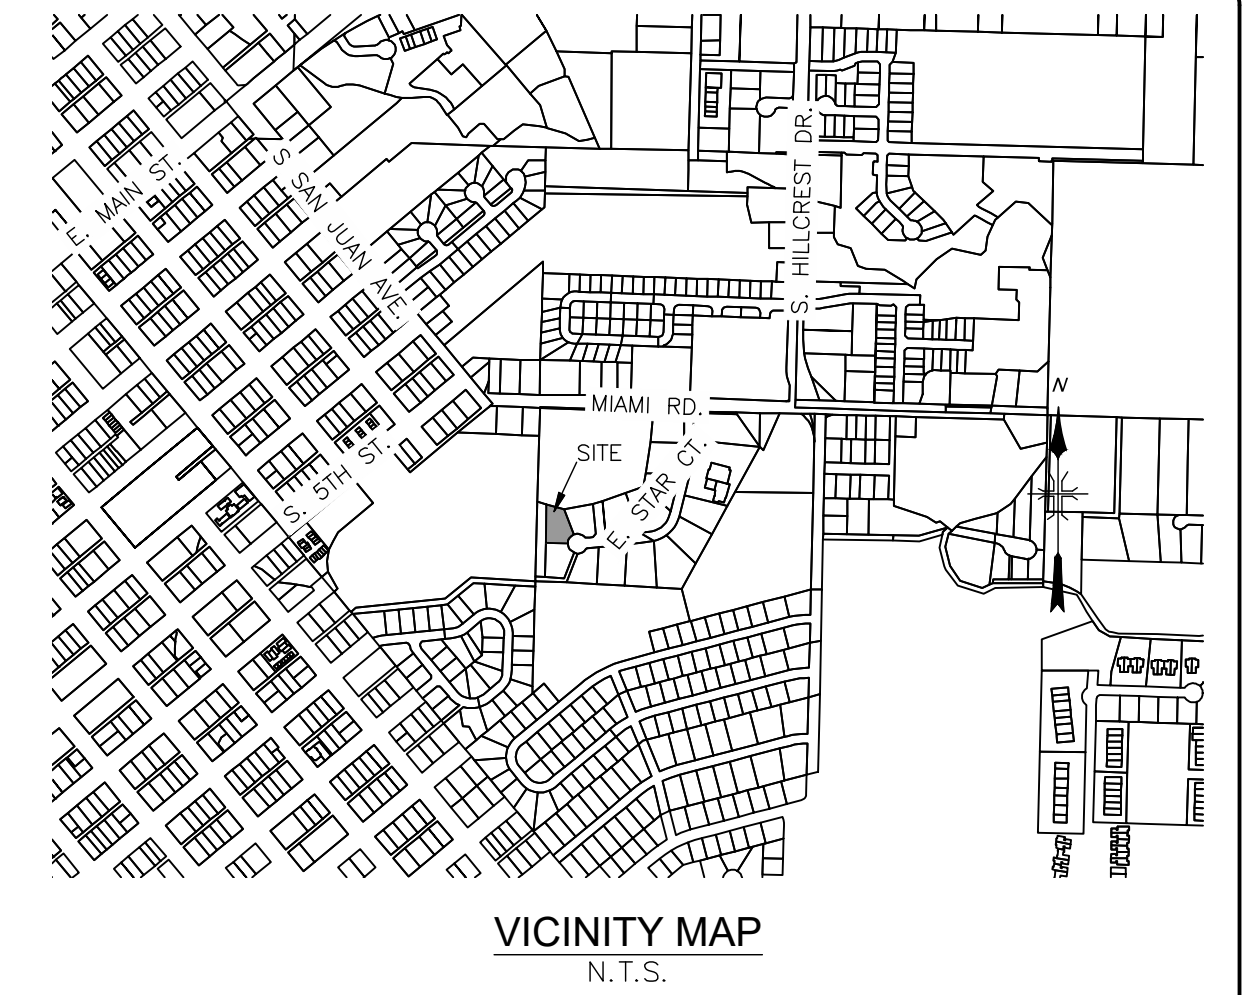 E. MAIN ST.
S SAN JUAN AVE.
S. HILLCREST DR.
N
MIAMI RD.
SITE
E. STAR CT.
S. 5TH ST.
VICINITY MAP
N.T.S.